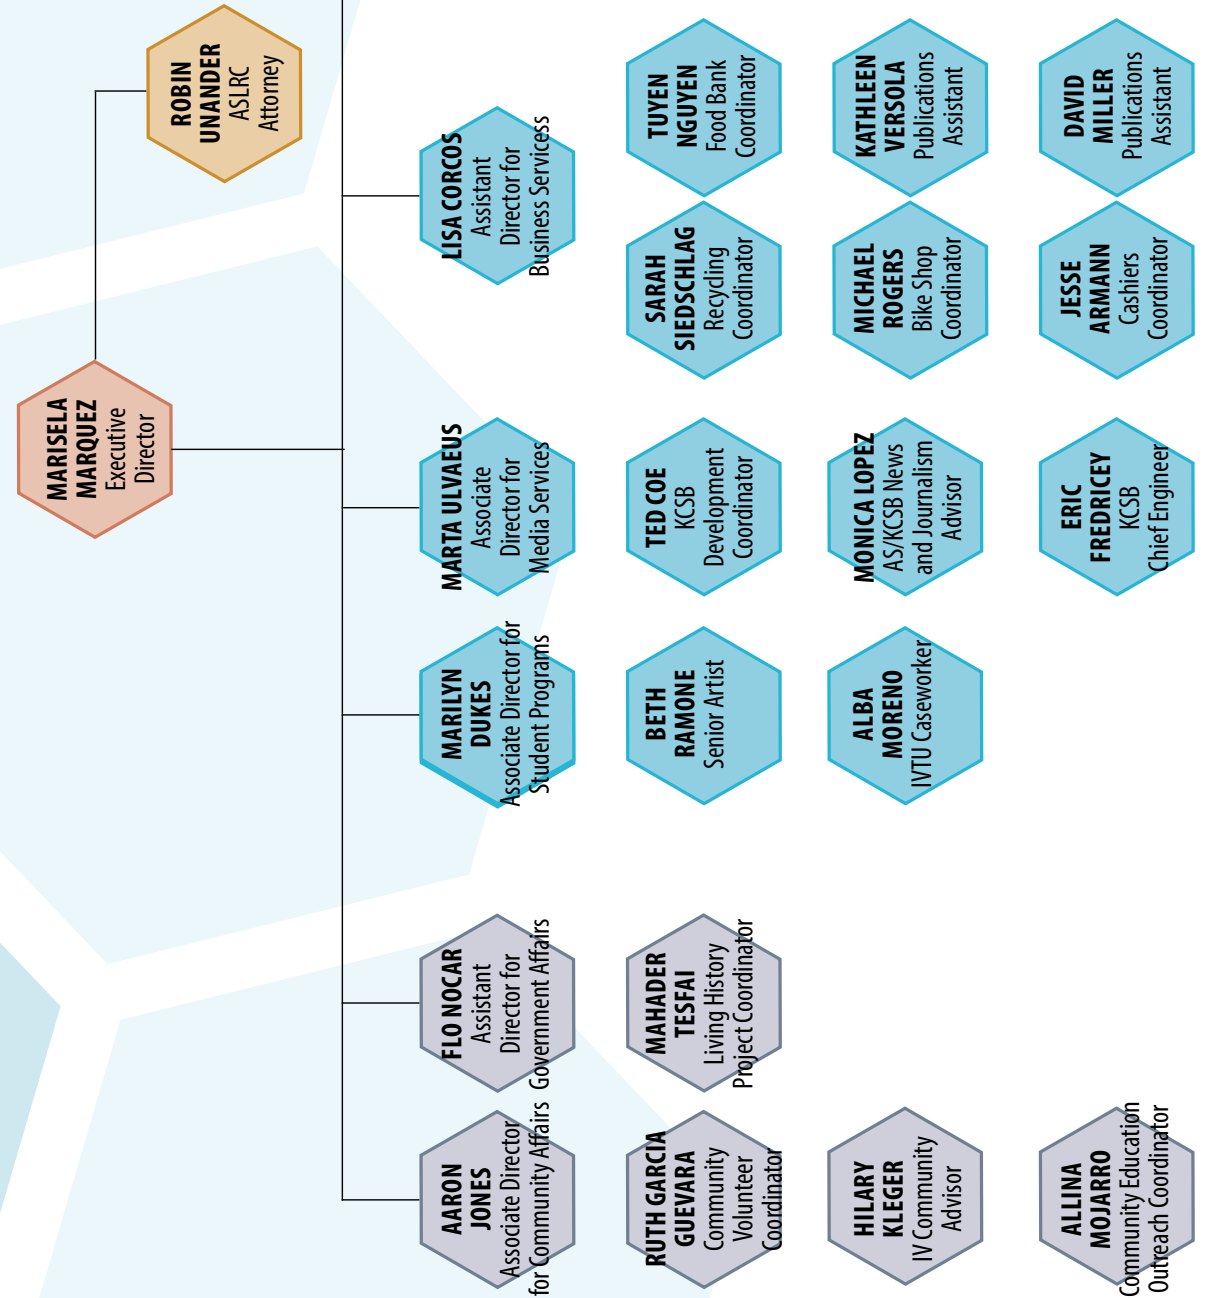 MARISELA
MARQUEZ
Executive
Director
ROBIN
UNANDER
ASLRC
Attorney
AARON
JONES
Associate Director
for Community Affairs
FLO NOCAR
Assistant
Director for
Government Affairs
MARILYN
DUKES
Associate Director for
Student Programs
MARTA ULVAEUS
Associate
Director for
Media Services
LISA CORCOS
Assistant
Director for
Business Servicess
RUTH GARCIA
GUEVARA
Community
Volunteer
Coordinator
MAHADER
TESFAI
Living History
Project Coordinator
BETH
RAMONE
Senior Artist
TED COE
KCSB
Development
Coordinator
SARAH
SIEDSCHLAG
Recycling
Coordinator
TUYEN
NGUYEN
Food Bank
Coordinator
HILARY
KLEGER
IV Community
Advisor
ALBA
MORENO
IVTU Caseworker
MONICA LOPEZ
AS/KCSB News
and Journalism
Advisor
MICHAEL
ROGERS
Bike Shop
Coordinator
KATHLEEN
VERSOLA
Publications
Assistant
ALLINA
MOJARRO
Community Education
Outreach Coordinator
ERIC
FREDRICEY
KCSB
Chief Engineer
JESSE
ARMANN
Cashiers
Coordinator
DAVID
MILLER
Publications
Assistant